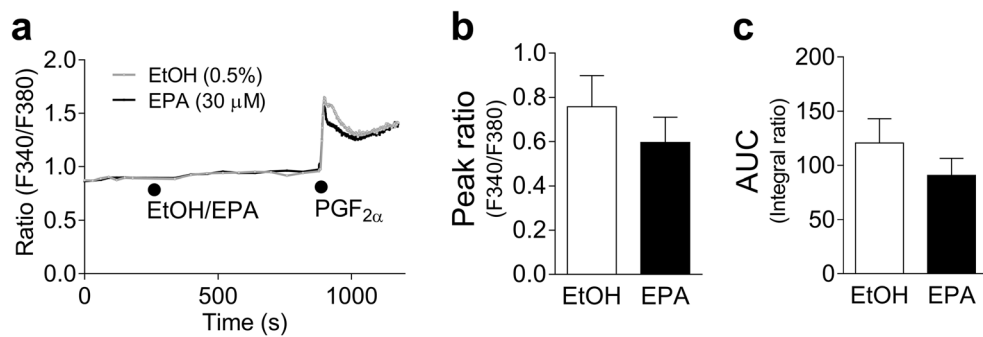 a
Ratio (F340/F380)
2.0
1.5
1.0
0.5
0.0
EtOH (0.5%)
EPA (30 μM)
EtOH/EPA
PGF2α
0 500 1000
Time (s)
b
Peak ratio
(F340/F380)
1.0
0.8
0.6
0.4
0.2
0.0
EtOH EPA
c
AUC
(Integral ratio)
200
150
100
50
0
EtOH EPA